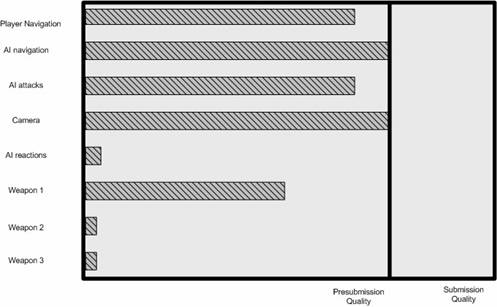 Player Navigation
AI navigation
AI attacks
Camera
AI reactions
Weapon 1
Weapon 2
Weapon 3
Presubmission
Quality
Submission
Quality